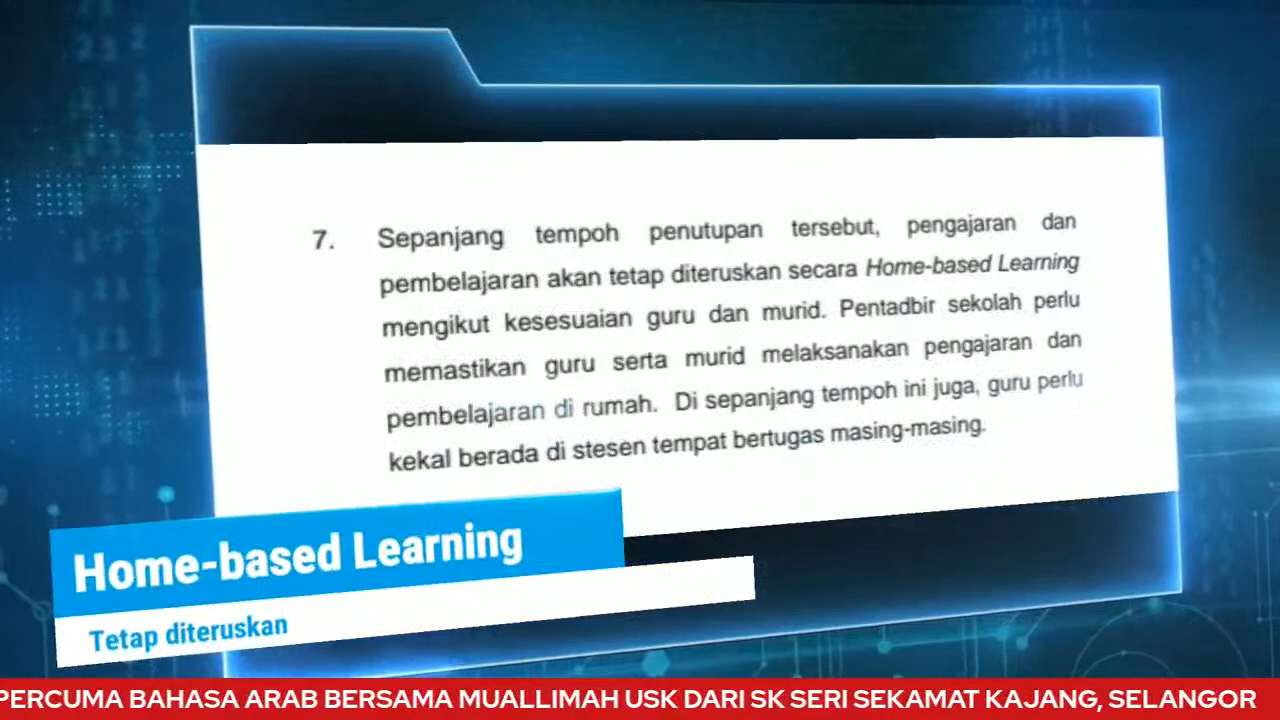 7. Sepanjang tempoh penutupan tersebut, pengajaran dan
pembelajaran akan tetap diteruskan secara Home-based Learning
mengikut kesesuaian guru dan murid. Pentadbir sekolah perlu
memastikan guru serta murid melaksanakan pengajaran dan
pembelajaran di rumah. Di sepanjang tempoh ini juga, guru perlu
kekal berada di stesen tempat bertugas masing-masing.
Home-based Learning
Tetap diteruskan
PERCUMA BAHASA ARAB BERSAMA MUALLIMAH USK DARI SK SERI SEKAMAT KAJANG, SELANGOR